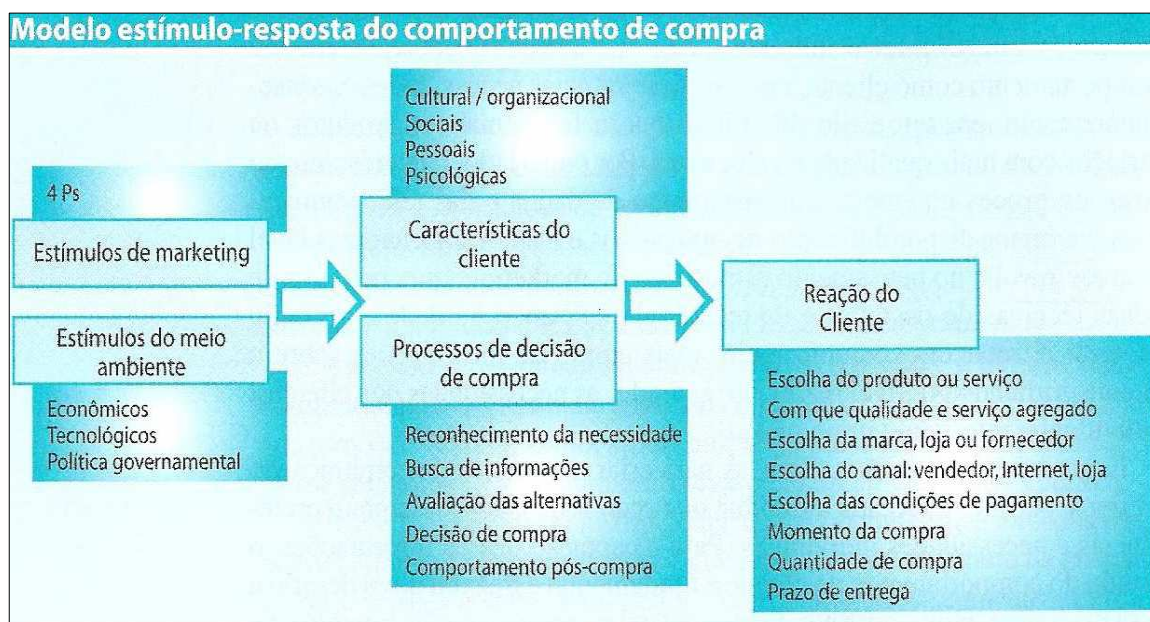 Modelo estímulo-resposta do comportamento de compra
4 Ps
Estímulos de marketing
Estímulos do meio
ambiente
Econômicos
Tecnológicos
Política governamental
Cultural / organizacional
Sociais
Pessoais
Psicológicas
Características do
cliente
Processos de decisão
de compra
Reconhecimento da necessidade
Busca de informações
Avaliação das alternativas
Decisão de compra
Comportamento pós-compra
Reação do
Cliente
Escolha do produto ou serviço
Com que qualidade e serviço agregado
Escolha da marca, loja ou fornecedor
Escolha do canal: vendedor, Internet, loja
Escolha das condições de pagamento
Momento da compra
Quantidade de compra
Prazo de entrega